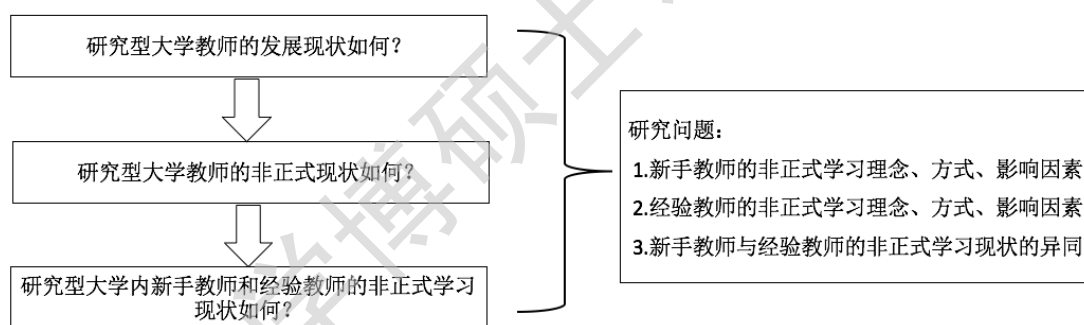 研究型大学教师的发展现状如何？
研究型大学教师的非正式现状如何？
研究型大学内新手教师和经验教师的非正式学习
现状如何？
研究问题：
1.新手教师的非正式学习理念、方式、影响因素
2.经验教师的非正式学习理念、方式、影响因素
3.新手教师与经验教师的非正式学习现状的异同
学博硕士